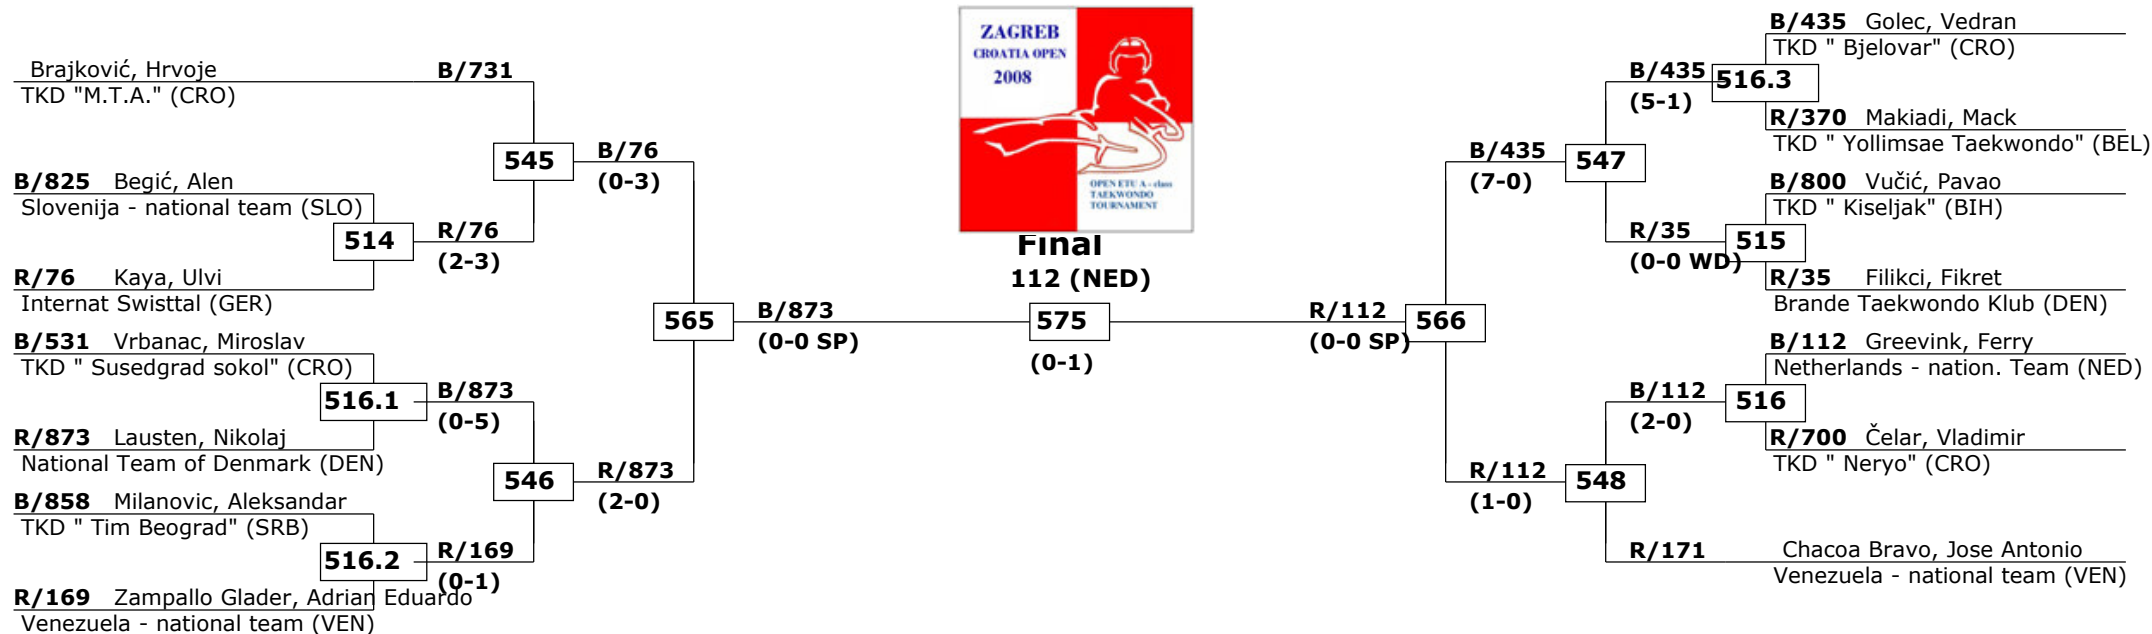 ZAGREB
CROATIA OPEN
2008
OPEN ETU A - class
TAEKWONDO
TOURNAMENT
Final
112 (NED)
Brajković, Hrvoje B/731
TKD "M.T.A." (CRO)
545 B/76
(0-3)
B/825 Begić, Alen
Slovenija - national team (SLO)
514 R/76
(2-3)
R/76 Kaya, Ulvi
Internat Swisttal (GER)
565 B/873
(0-0 SP)
B/531 Vrbanac, Miroslav
TKD " Susedgrad sokol" (CRO)
516.1 B/873
(0-5)
R/873 Lausten, Nikolaj
National Team of Denmark (DEN)
546 R/873
(2-0)
B/858 Milanovic, Aleksandar
TKD " Tim Beograd" (SRB)
516.2 R/169
(0-1)
R/169 Zampallo Glader, Adrian Eduardo
Venezuela - national team (VEN)
575
(0-1)
B/435 Golec, Vedran
TKD " Bjelovar" (CRO)
B/435 516.3
(5-1)
R/370 Makiadi, Mack
TKD " Yollimsae Taekwondo" (BEL)
B/435 547
(7-0)
B/800 Vučić, Pavao
TKD " Kiseljak" (BIH)
R/35 515
(0-0 WD)
R/35 Filikci, Fikret
Brande Taekwondo Klub (DEN)
R/112 566
(0-0 SP)
B/112 Greevink, Ferry
Netherlands - nation. Team (NED)
B/112 516
(2-0)
R/700 Čelar, Vladimir
TKD " Neryo" (CRO)
R/112 548
(1-0)
R/171 Chacoa Bravo, Jose Antonio
Venezuela - national team (VEN)